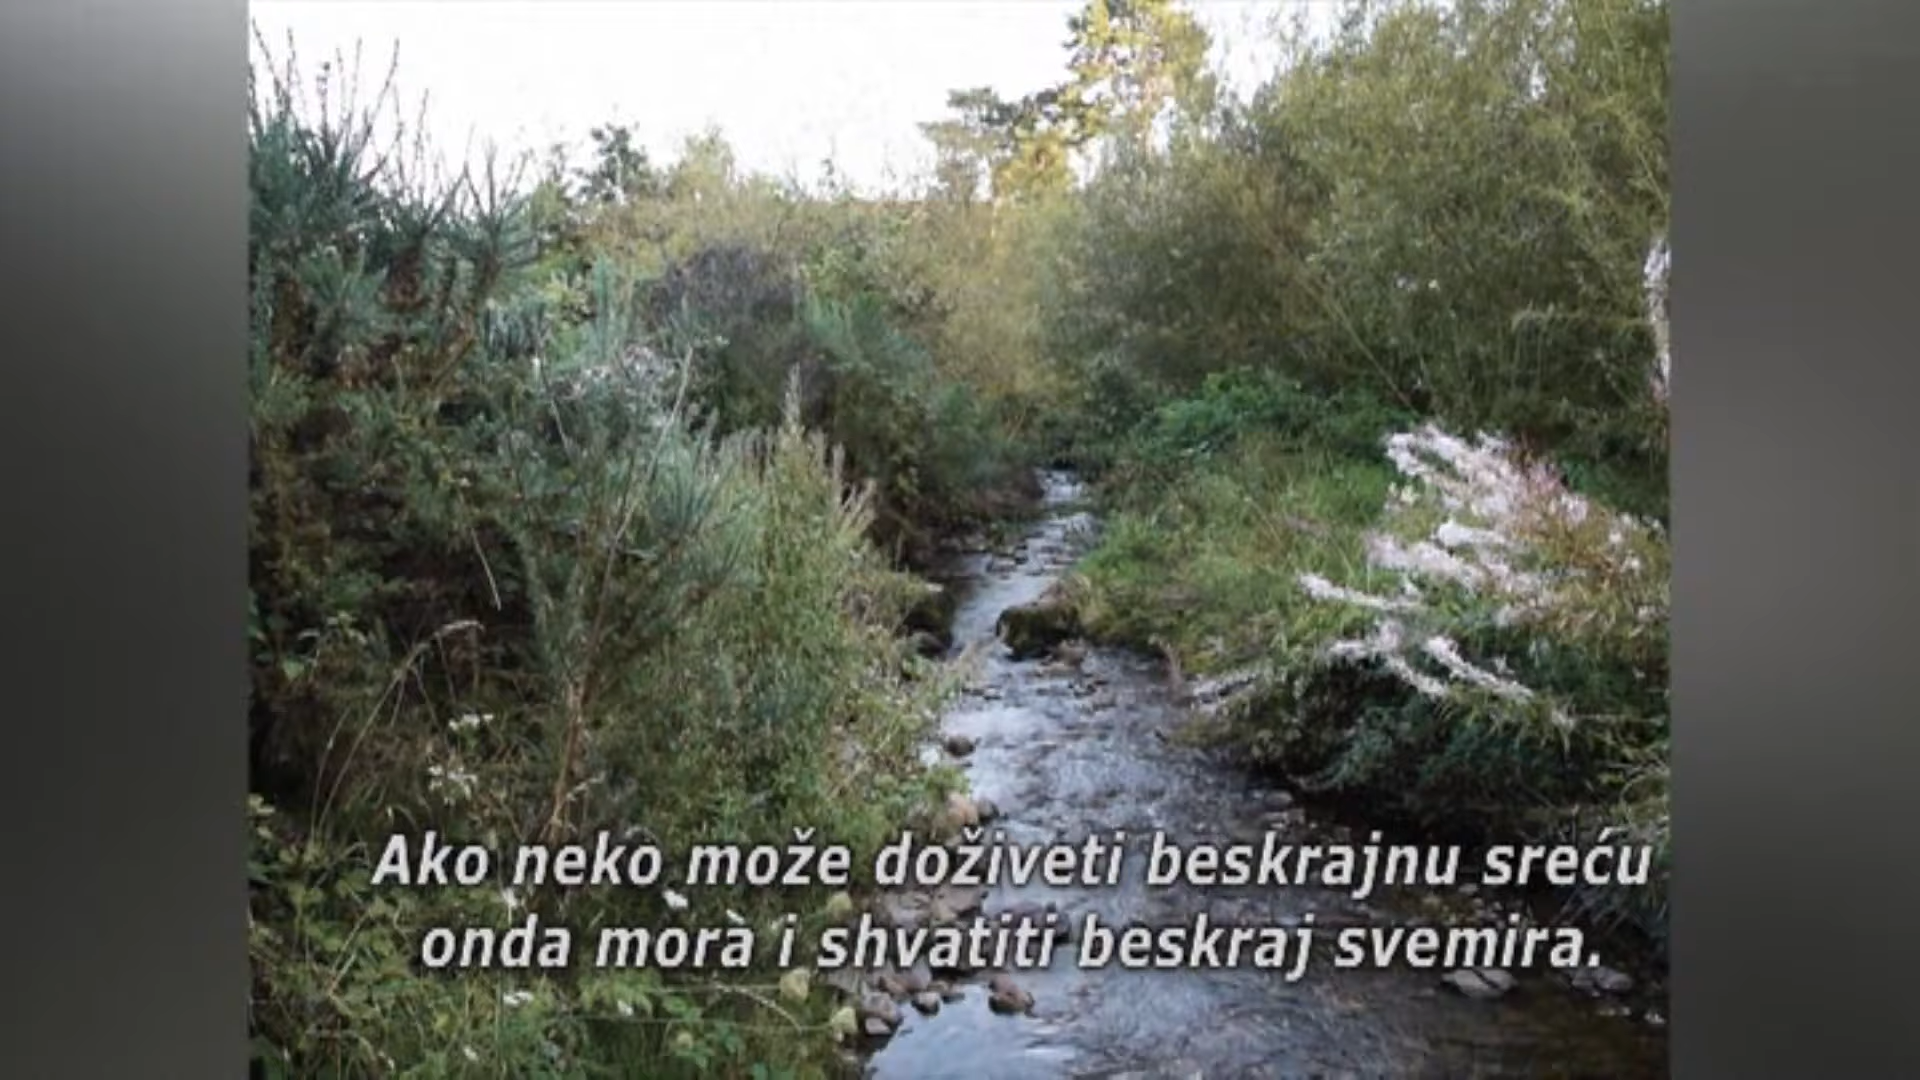 Ako neko može doživeti beskrajnu sreću
onda mora i shvatiti beskraj svemira.